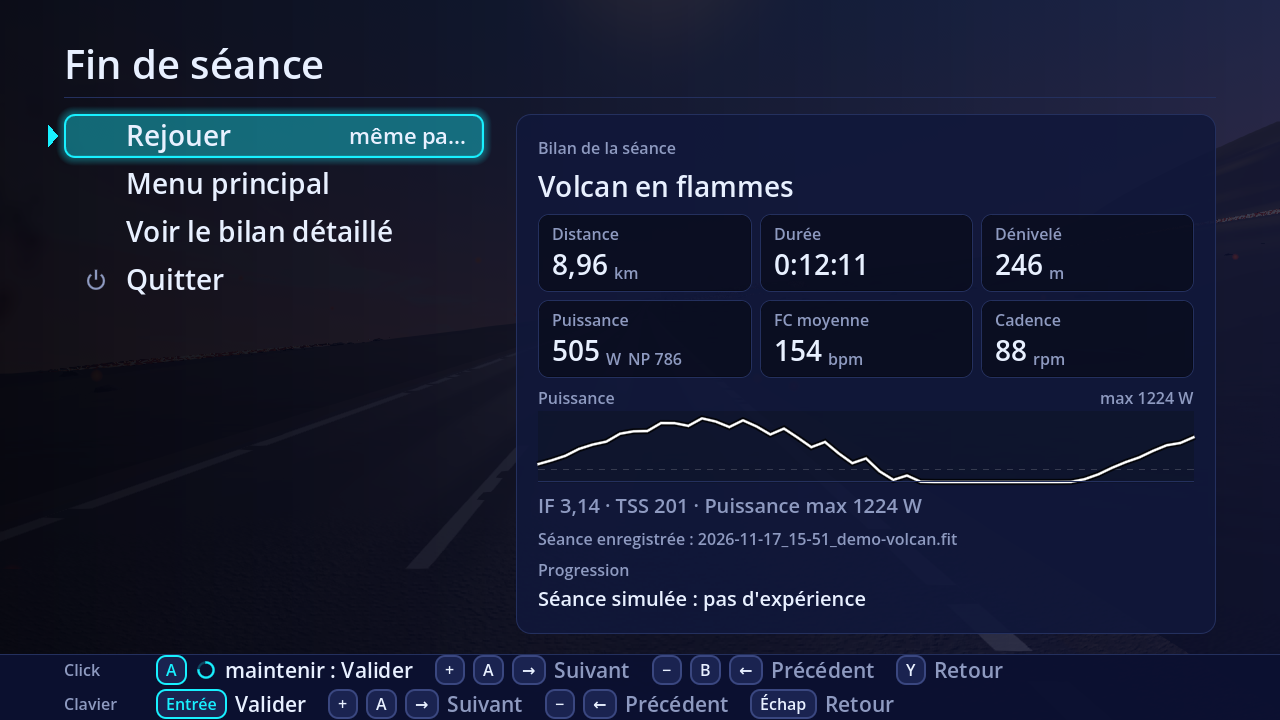 Fin de séance
Rejouer même pa...
Menu principal
Voir le bilan détaillé
Quitter
Bilan de la séance
Volcan en flammes
Distance
8,96 km
Durée
0:12:11
Dénivelé
246 m
Puissance
505 W NP 786
FC moyenne
154 bpm
Cadence
88 rpm
Puissance max 1224 W
IF 3,14 · TSS 201 · Puissance max 1224 W
Séance enregistrée : 2026-11-17_15-51_demo-volcan.fit
Progression
Séance simulée : pas d'expérience
Click A maintenir : Valider + A → Suivant − B ← Précédent Y Retour
Clavier Entrée Valider + A → Suivant − ← Précédent Échap Retour